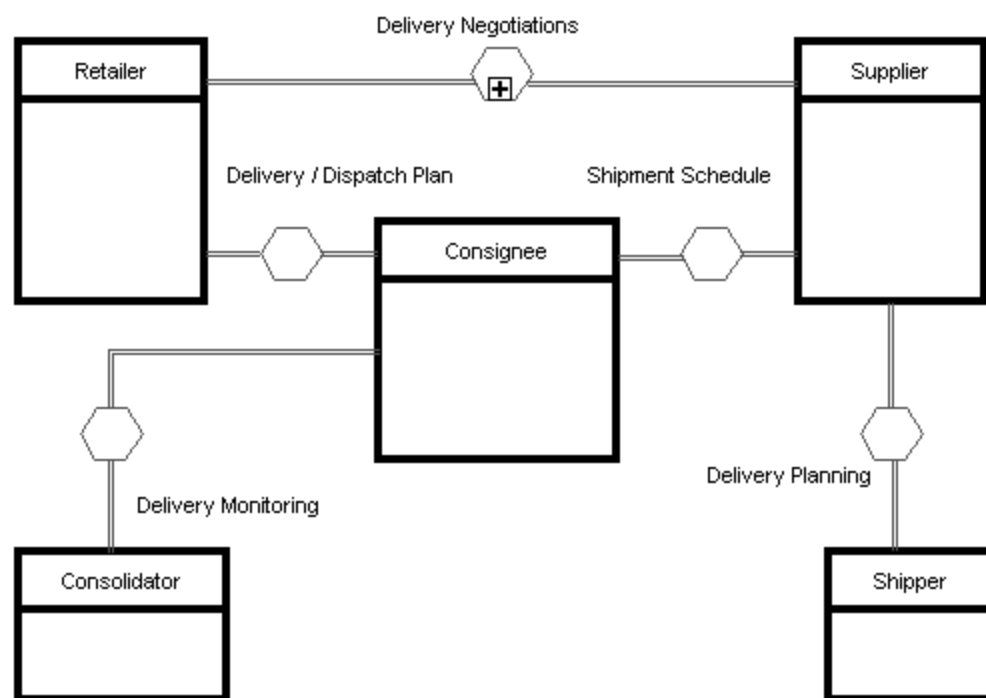 Delivery Negotiations
Retailer
Supplier
Delivery / Dispatch Plan
Shipment Schedule
Consignee
Delivery Planning
Delivery Monitoring
Consolidator
Shipper